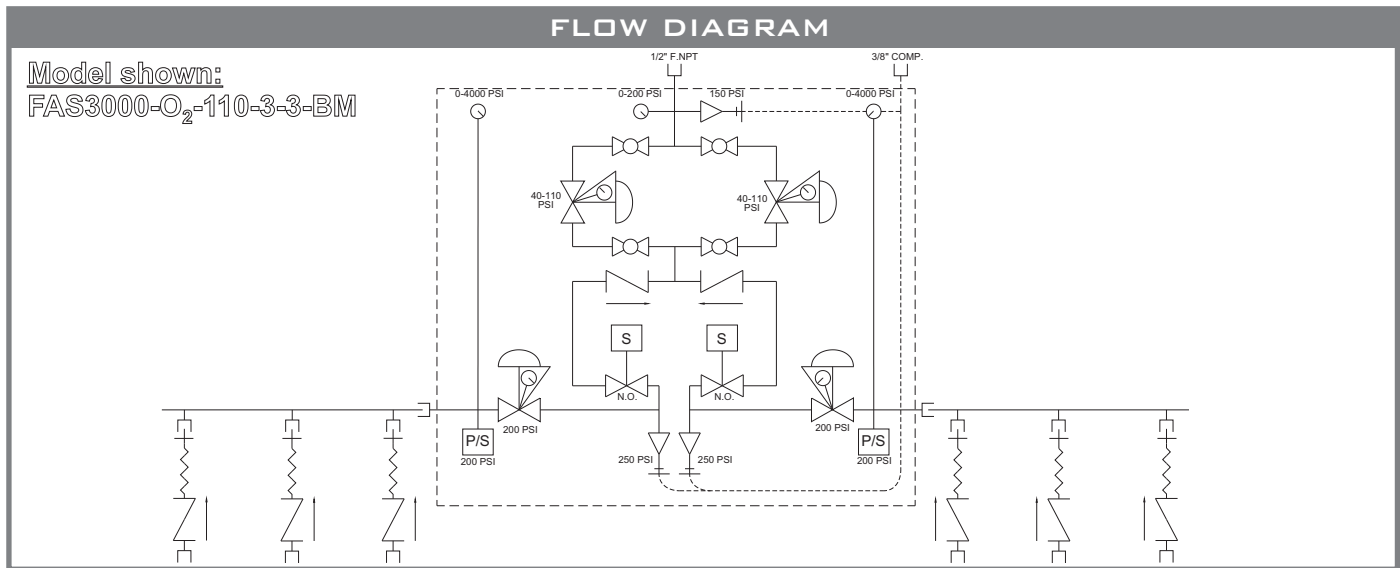 FLOW DIAGRAM
Model shown:
FAS3000-O₂-110-3-3-BM
1/2" F.NPT
3/8" COMP.
0-4000 PSI
0-200 PSI
150 PSI
0-4000 PSI
40-110
PSI
40-110
PSI
S
S
N.O.
N.O.
200 PSI
200 PSI
P/S
P/S
200 PSI
250 PSI
250 PSI
200 PSI